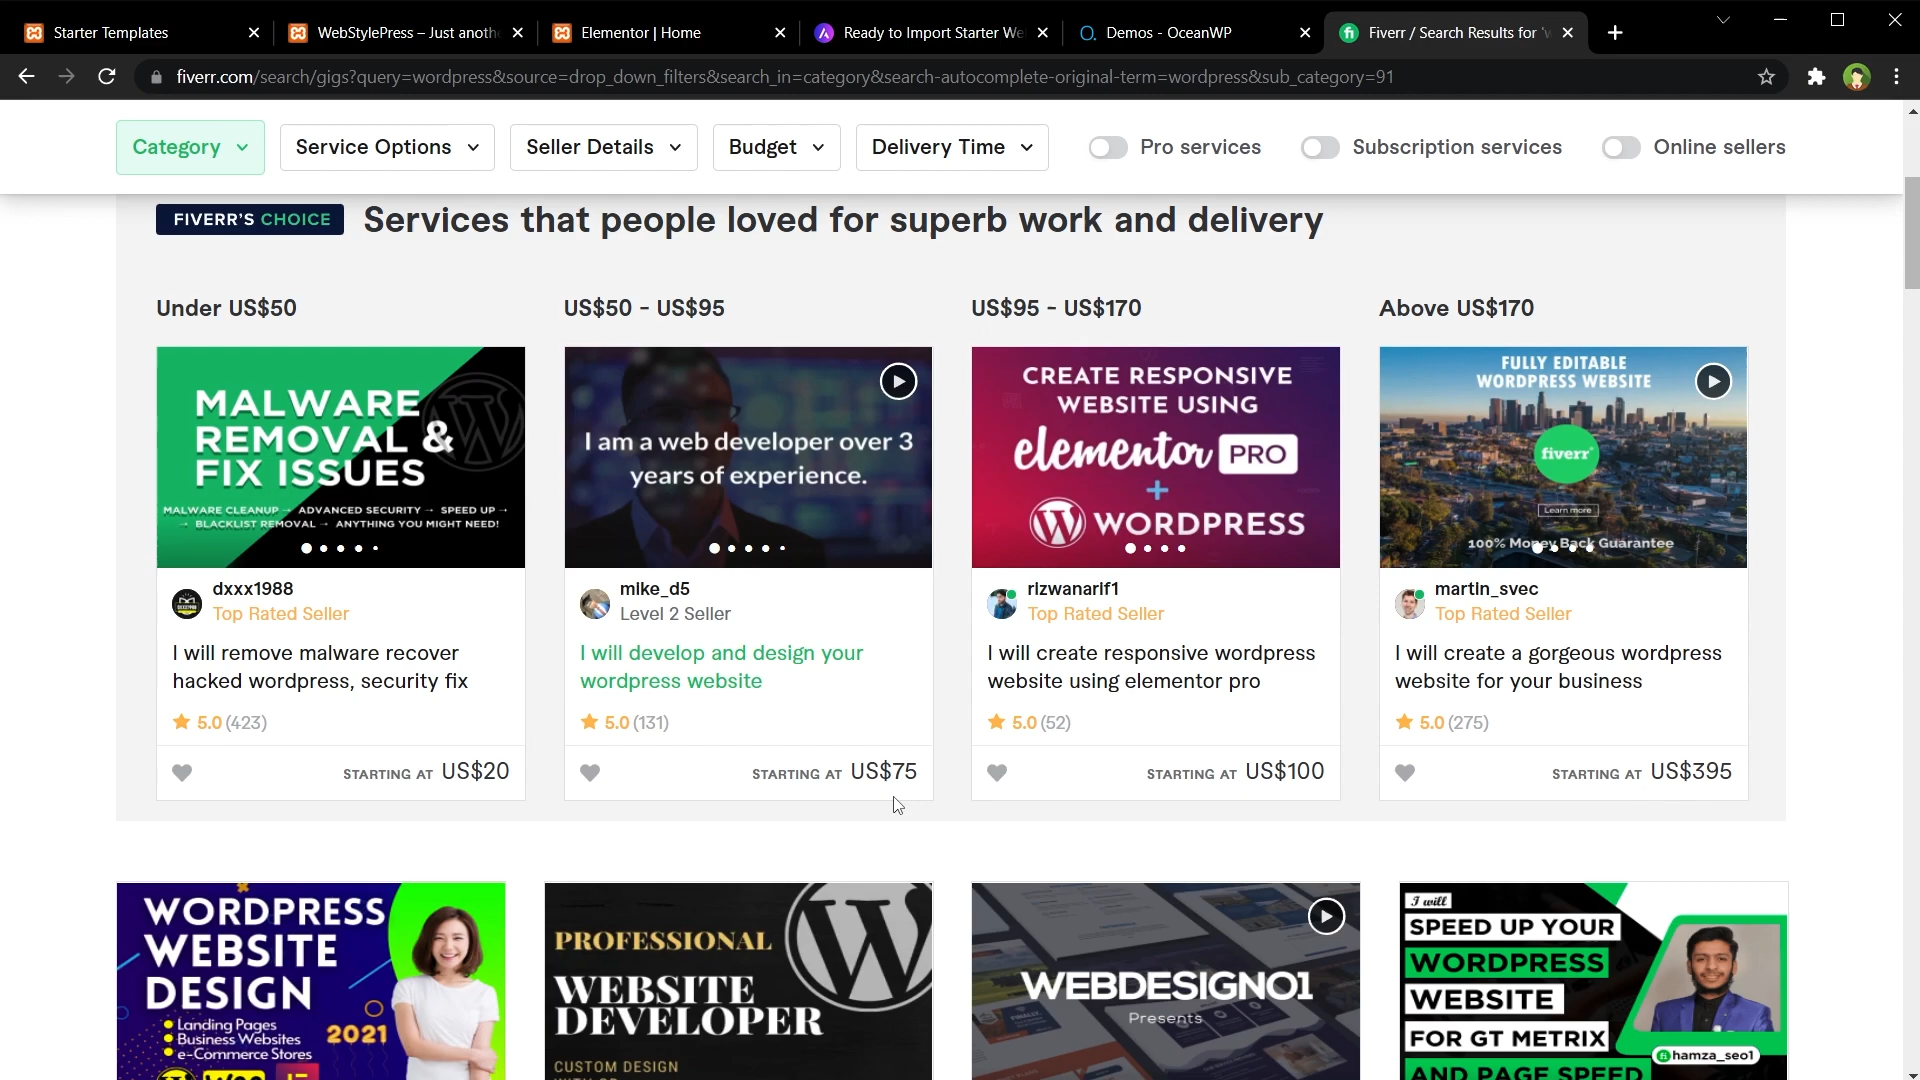 Starter Templates
WebStylePress – Just anoth
Elementor | Home
Ready to Import Starter We
Demos - OceanWP
Fiverr / Search Results for 'w
fiverr.com/search/gigs?query=wordpress&source=drop_down_filters&search_in=category&search-autocomplete-original-term=wordpress&sub_category=91
Category
Service Options
Seller Details
Budget
Delivery Time
Pro services
Subscription services
Online sellers
FIVERR'S CHOICE
Services that people loved for superb work and delivery
Under US$50
US$50 - US$95
US$95 - US$170
Above US$170
MALWARE
REMOVAL &
FIX ISSUES
MALWARE CLEANUP → ADVANCED SECURITY → SPEED UP →
→ BLACKLIST REMOVAL → ANYTHING YOU MIGHT NEED!
I am a web developer over 3
years of experience.
CREATE RESPONSIVE
WEBSITE USING
elementor PRO
+
WORDPRESS
FULLY EDITABLE
WORDPRESS WEBSITE
fiverr
Learn more
100% Money Back Guarantee
dxxx1988
Top Rated Seller
mike_d5
Level 2 Seller
rizwanarif1
Top Rated Seller
martin_svec
Top Rated Seller
I will remove malware recover
hacked wordpress, security fix
I will develop and design your
wordpress website
I will create responsive wordpress
website using elementor pro
I will create a gorgeous wordpress
website for your business
5.0 (423)
5.0 (131)
5.0 (52)
5.0 (275)
STARTING AT US$20
STARTING AT US$75
STARTING AT US$100
STARTING AT US$395
WORDPRESS
WEBSITE
DESIGN
Landing Pages
Business Websites
e-Commerce Stores
2021
PROFESSIONAL
WEBSITE
DEVELOPER
CUSTOM DESIGN
WEBDESIGNO1
Presents
I will
SPEED UP YOUR
WORDPRESS
WEBSITE
FOR GT METRIX
AND PAGE SPEED
hamza_seo1